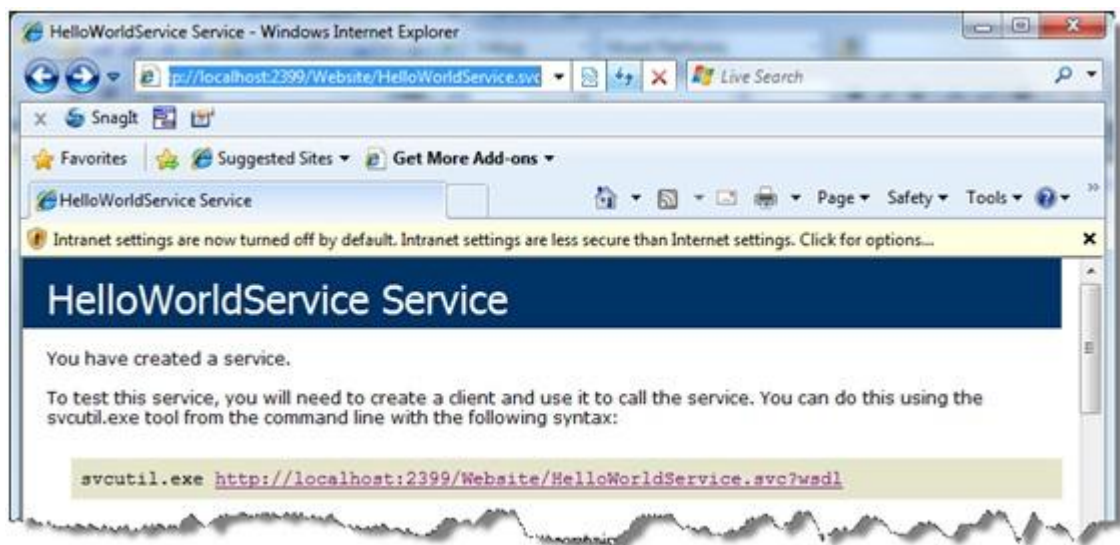 HelloWorldService Service - Windows Internet Explorer
tp://localhost:2399/Website/HelloWorldService.svc
Live Search
x SnagIt
Favorites Suggested Sites Get More Add-ons
HelloWorldService Service
Page Safety Tools »
Intranet settings are now turned off by default. Intranet settings are less secure than Internet settings. Click for options... x
HelloWorldService Service
You have created a service.
To test this service, you will need to create a client and use it to call the service. You can do this using the
svcutil.exe tool from the command line with the following syntax:
svcutil.exe http://localhost:2399/Website/HelloWorldService.svc?wsdl